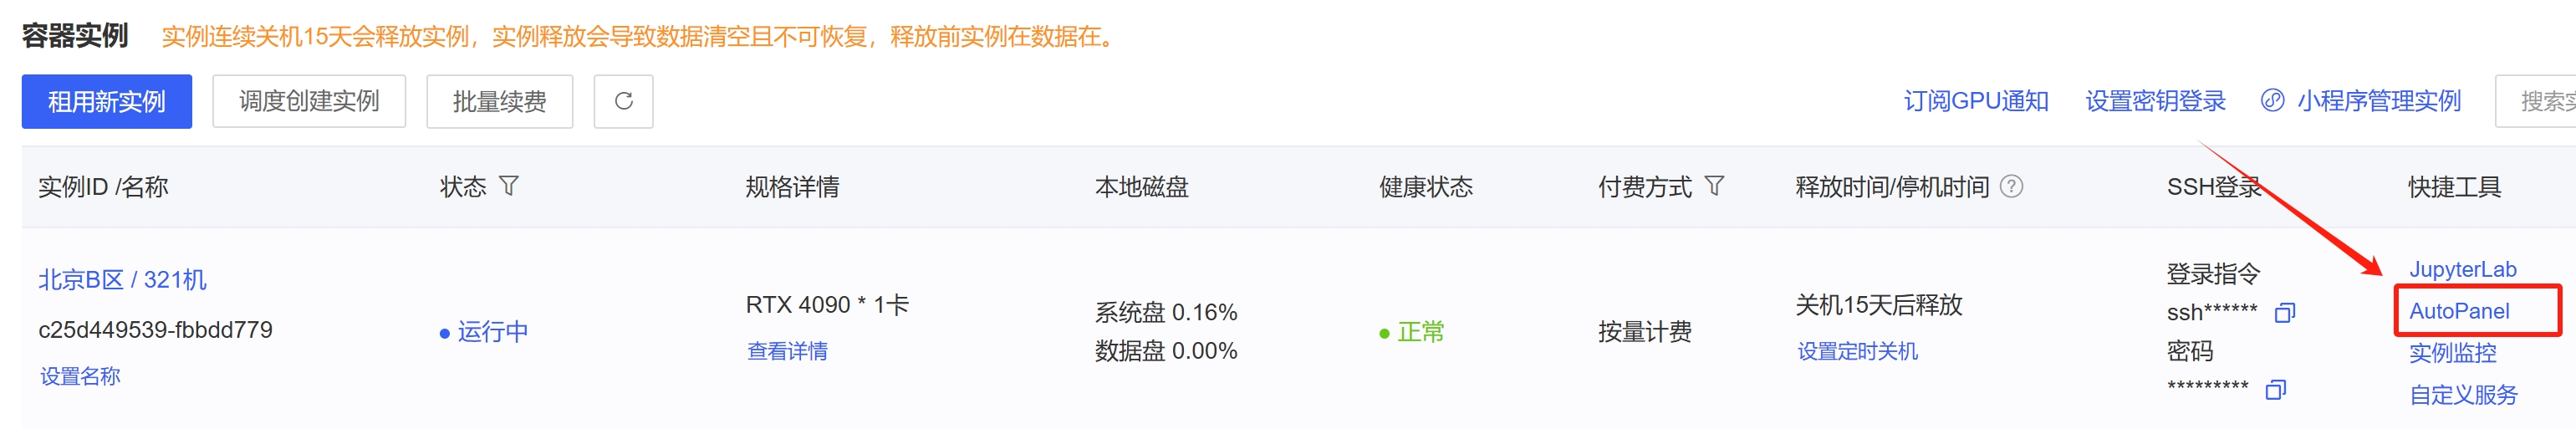 容器实例 实例连续关机15天会释放实例，实例释放会导致数据清空且不可恢复，释放前实例在数据在。
租用新实例 调度创建实例 批量续费 订阅GPU通知 设置密钥登录 小程序管理实例 搜索
实例ID /名称 状态 规格详情 本地磁盘 健康状态 付费方式 释放时间/停机时间 ? SSH登录 快捷工具
北京B区 / 321机
c25d449539-fbbdd779
设置名称
运行中
RTX 4090 * 1卡
查看详情
系统盘 0.16%
数据盘 0.00%
正常
按量计费
关机15天后释放
设置定时关机
登录指令
ssh******
密码
*********
JupyterLab
AutoPanel
实例监控
自定义服务